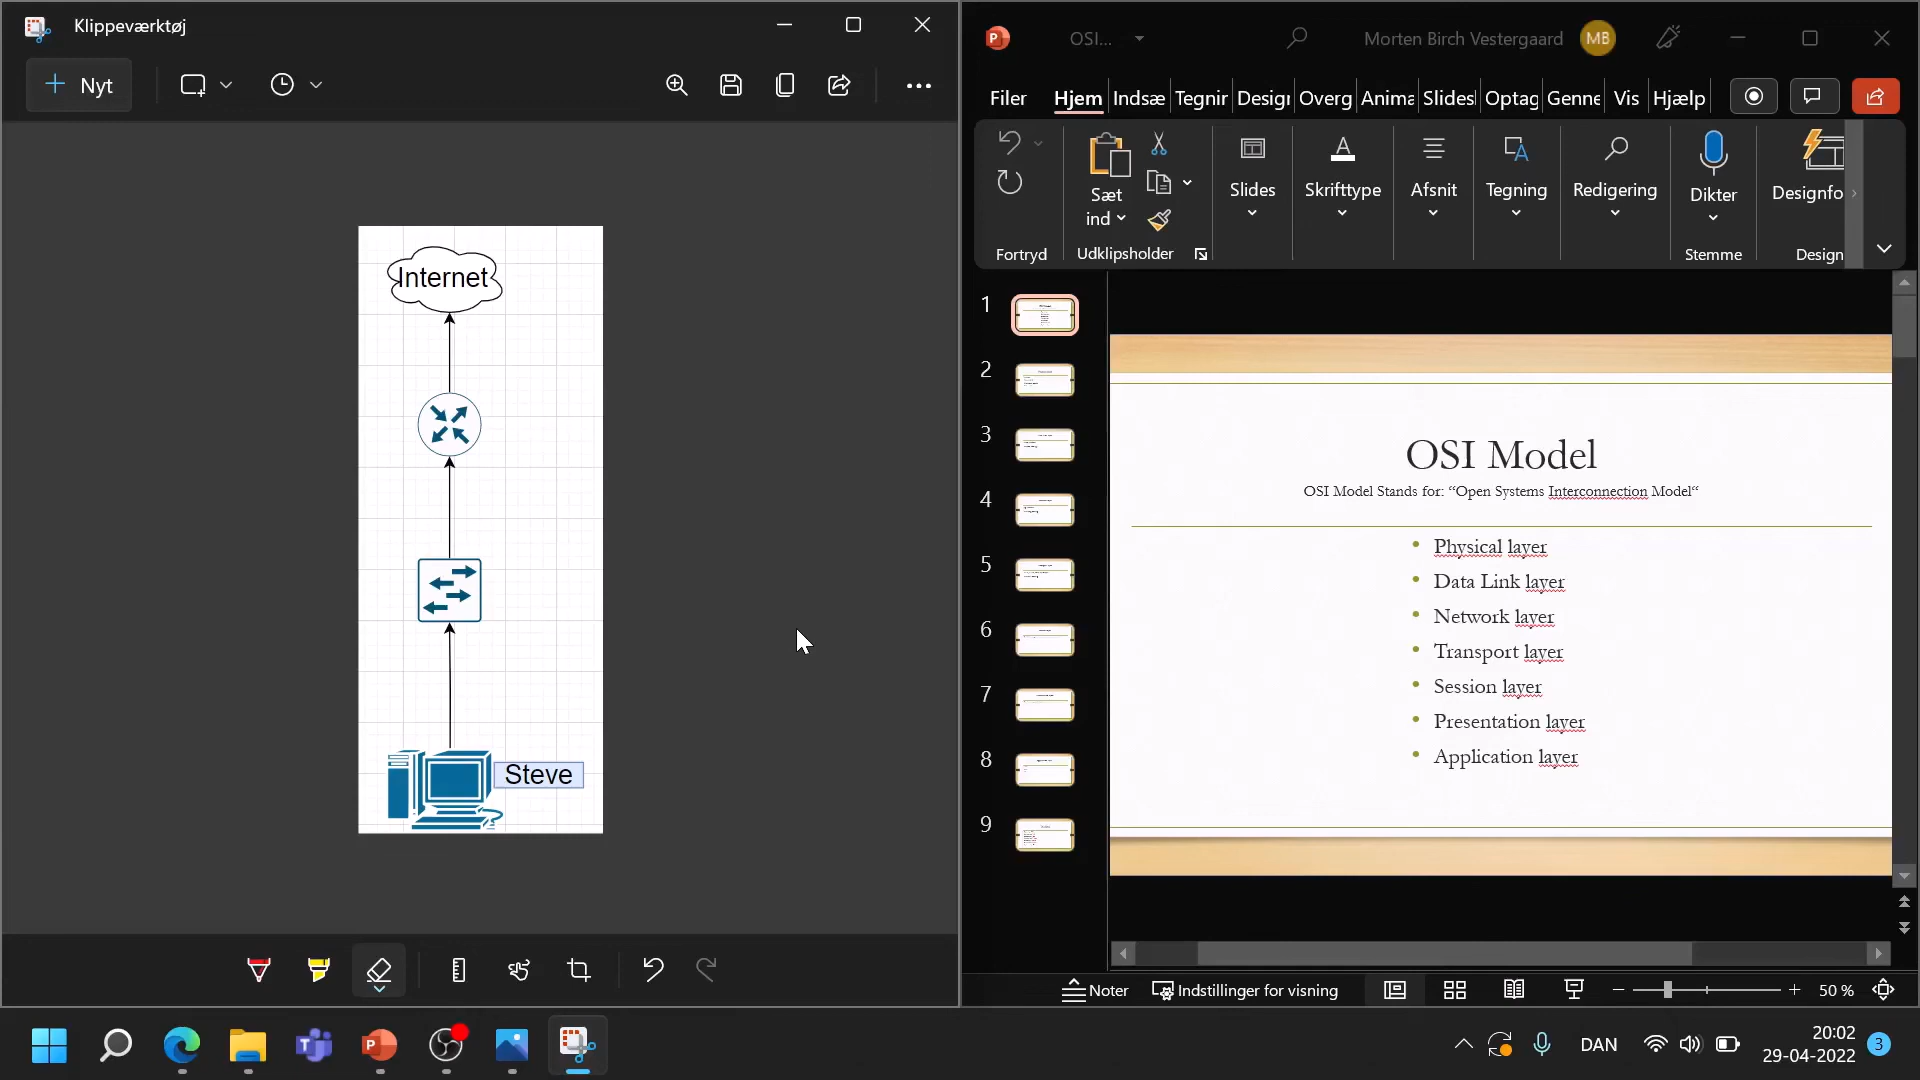 Klippeværktøj
Nyt
Internet
Steve
OSI...
Morten Birch Vestergaard
MB
Filer
Hjem
Indsæ
Tegnir
Desigr
Overg
Anima
Slides
Optag
Genne
Vis
Hjælp
Sæt
ind
Slides
Skrifttype
Afsnit
Tegning
Redigering
Dikter
Designfo
Fortryd
Udklipsholder
Stemme
Design
1
2
3
4
5
6
7
8
9
OSI Model
OSI Model Stands for: “Open Systems Interconnection Model“
• Physical layer
• Data Link layer
• Network layer
• Transport layer
• Session layer
• Presentation layer
• Application layer
Noter
Indstillinger for visning
50 %
DAN
20:02
29-04-2022
3